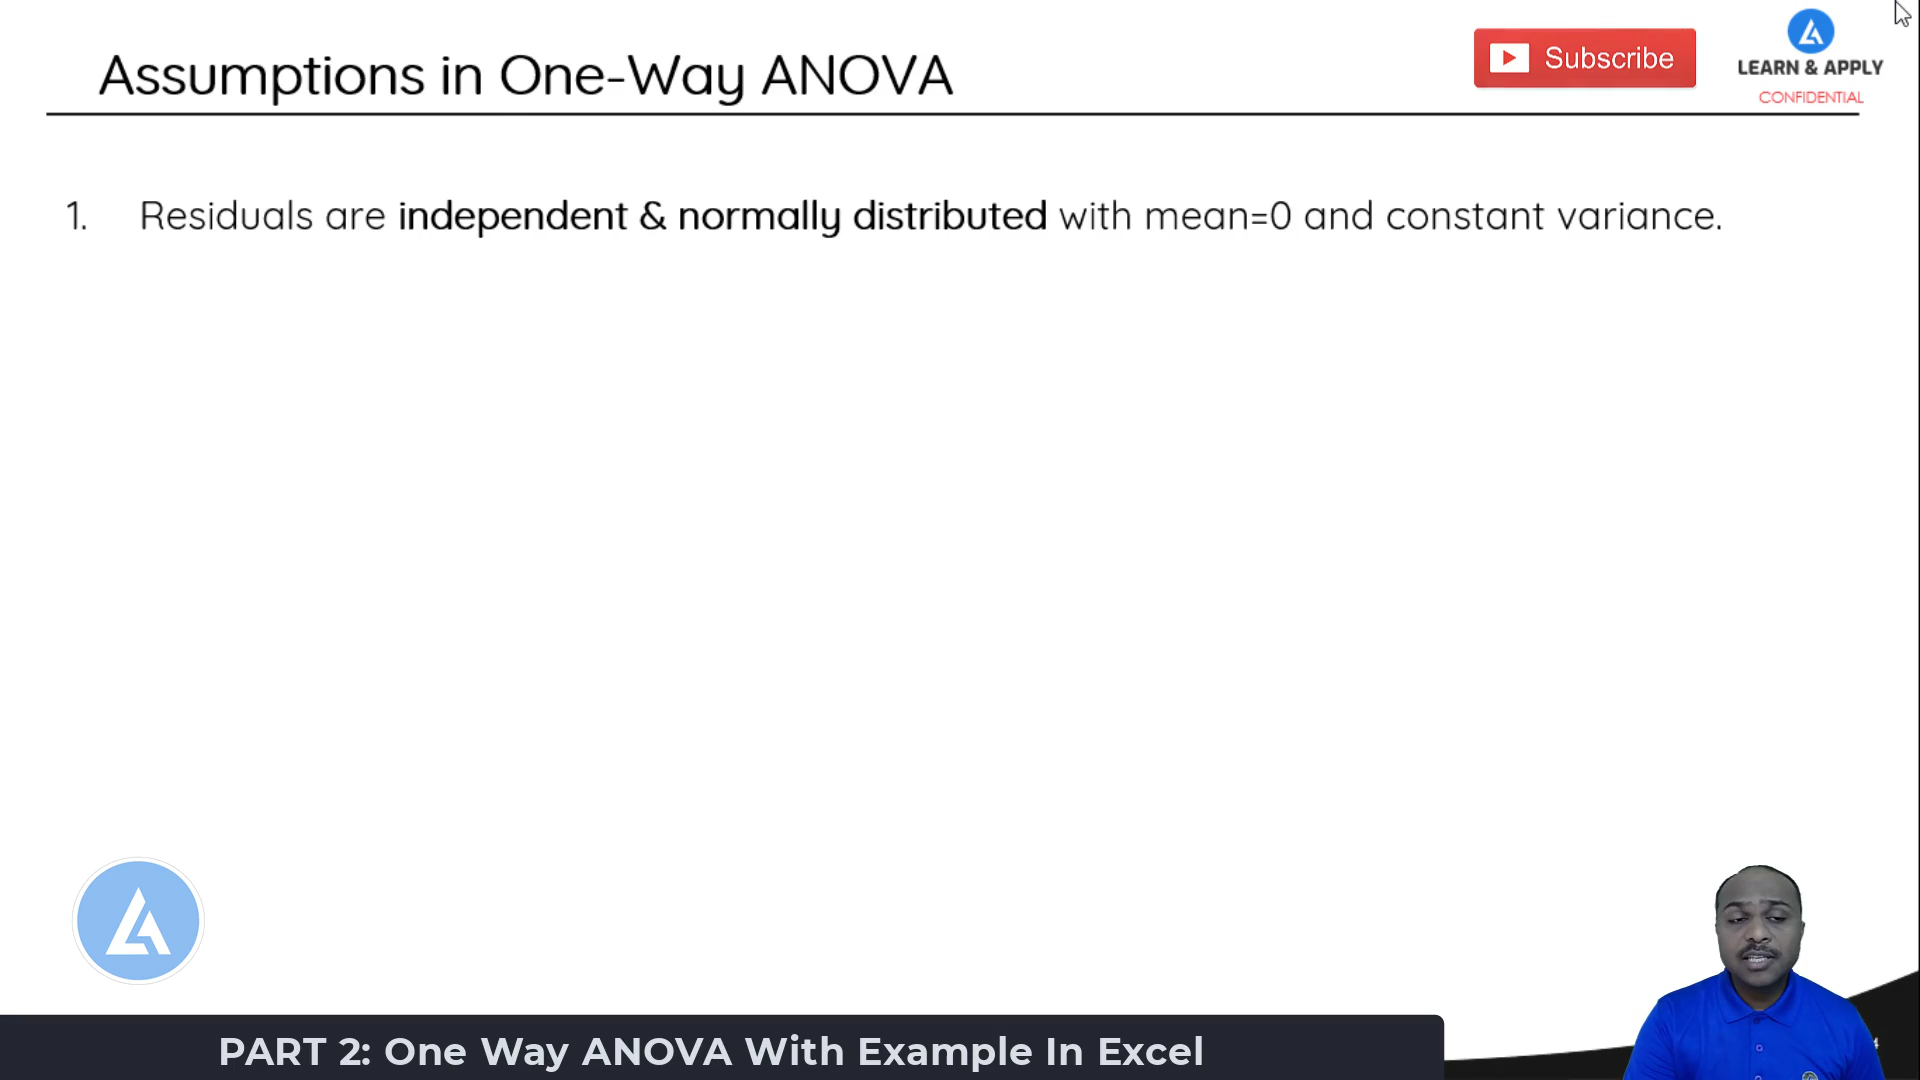 Assumptions in One-Way ANOVA
Subscribe
LEARN & APPLY
CONFIDENTIAL
1. Residuals are independent & normally distributed with mean=0 and constant variance.
PART 2: One Way ANOVA With Example In Excel
4